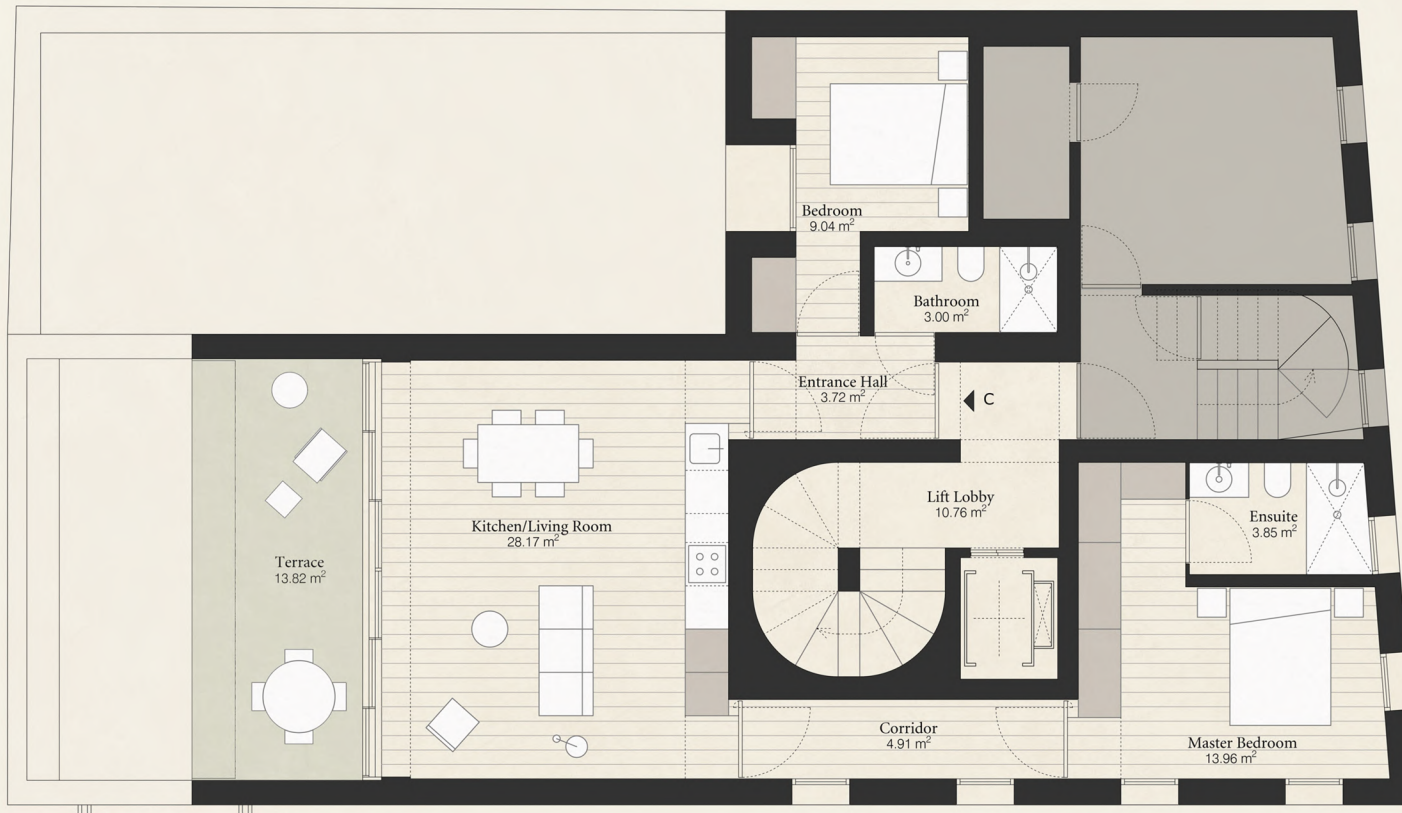 Bedroom
9.04 m²
Bathroom
3.00 m²
Entrance Hall
3.72 m²
C
Lift Lobby
10.76 m²
Ensuite
3.85 m²
Kitchen/Living Room
28.17 m²
Terrace
13.82 m²
Corridor
4.91 m²
Master Bedroom
13.96 m²